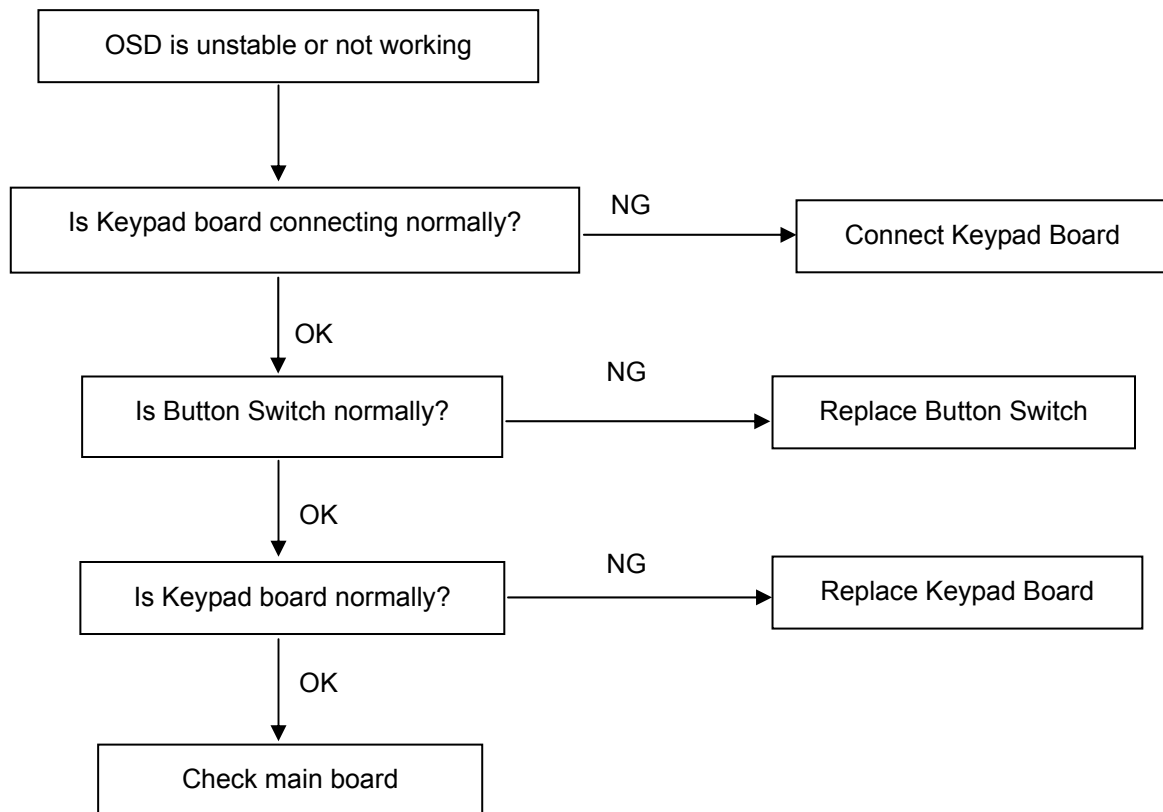 OSD is unstable or not working
Is Keypad board connecting normally?
NG
Connect Keypad Board
OK
Is Button Switch normally?
NG
Replace Button Switch
OK
Is Keypad board normally?
NG
Replace Keypad Board
OK
Check main board